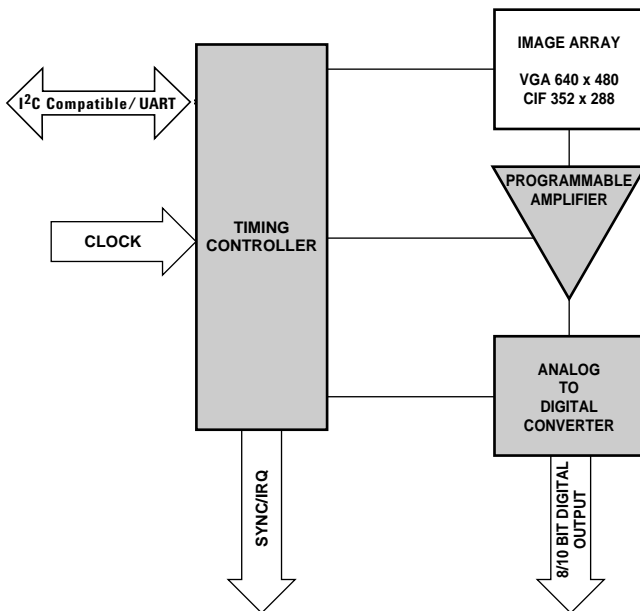 IMAGE ARRAY
VGA 640 x 480
CIF 352 x 288
I²C Compatible/ UART
PROGRAMMABLE
AMPLIFIER
TIMING
CONTROLLER
CLOCK
ANALOG
TO
DIGITAL
CONVERTER
SYNC/IRQ
8/10 BIT DIGITAL
OUTPUT